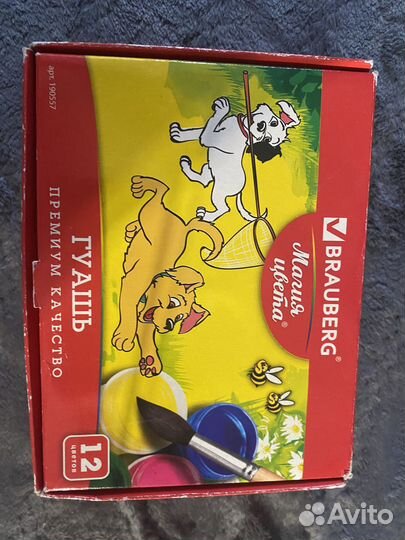 арт. 190557
BRAUBERG®
Магия
цвета®
ГУАШЬ
ПРЕМИУМ КАЧЕСТВО
12
цветов
Avito